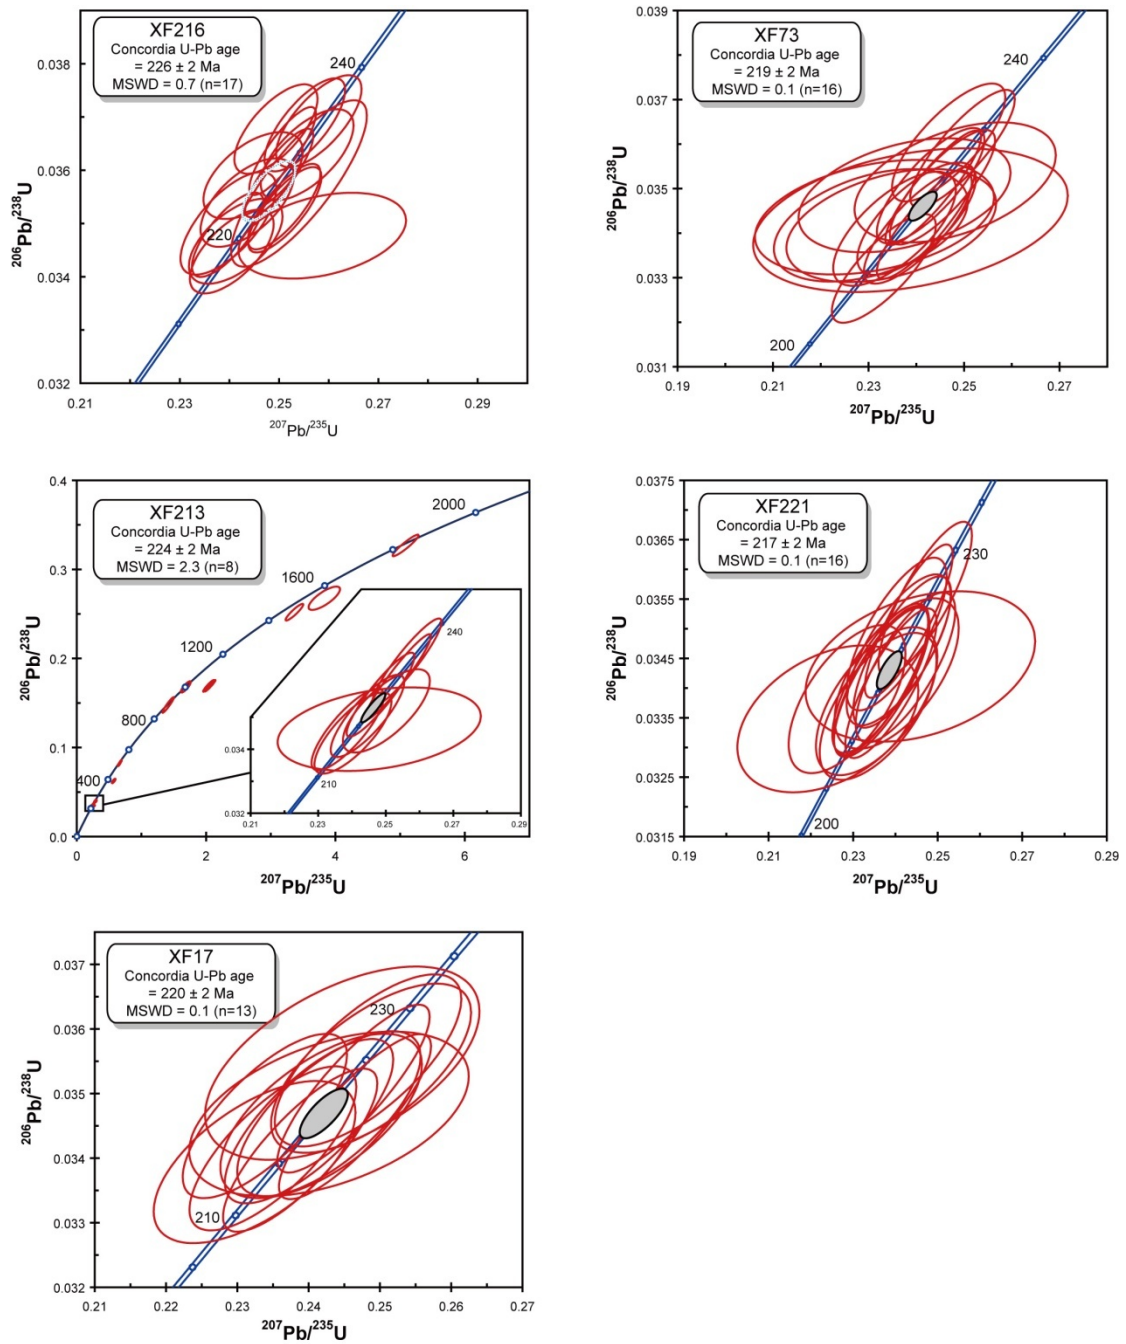 XF216
Concordia U-Pb age
= 226 ± 2 Ma
MSWD = 0.7 (n=17)
240
220
0.038
0.036
0.034
0.032
0.21
0.23
0.25
0.27
0.29
²⁰⁶Pb/²³⁸U
²⁰⁷Pb/²³⁵U
XF73
Concordia U-Pb age
= 219 ± 2 Ma
MSWD = 0.1 (n=16)
240
200
0.039
0.037
0.035
0.033
0.031
0.19
0.21
0.23
0.25
0.27
²⁰⁶Pb/²³⁸U
²⁰⁷Pb/²³⁵U
XF213
Concordia U-Pb age
= 224 ± 2 Ma
MSWD = 2.3 (n=8)
2000
1600
1200
800
400
0.4
0.3
0.2
0.1
0.0
0
2
4
6
240
210
0.034
0.032
0.21
0.23
0.25
0.27
0.29
²⁰⁶Pb/²³⁸U
²⁰⁷Pb/²³⁵U
XF221
Concordia U-Pb age
= 217 ± 2 Ma
MSWD = 0.1 (n=16)
230
200
0.0375
0.0365
0.0355
0.0345
0.0335
0.0325
0.0315
0.19
0.21
0.23
0.25
0.27
0.29
²⁰⁶Pb/²³⁸U
²⁰⁷Pb/²³⁵U
XF17
Concordia U-Pb age
= 220 ± 2 Ma
MSWD = 0.1 (n=13)
230
210
0.037
0.036
0.035
0.034
0.033
0.032
0.21
0.22
0.23
0.24
0.25
0.26
0.27
²⁰⁶Pb/²³⁸U
²⁰⁷Pb/²³⁵U